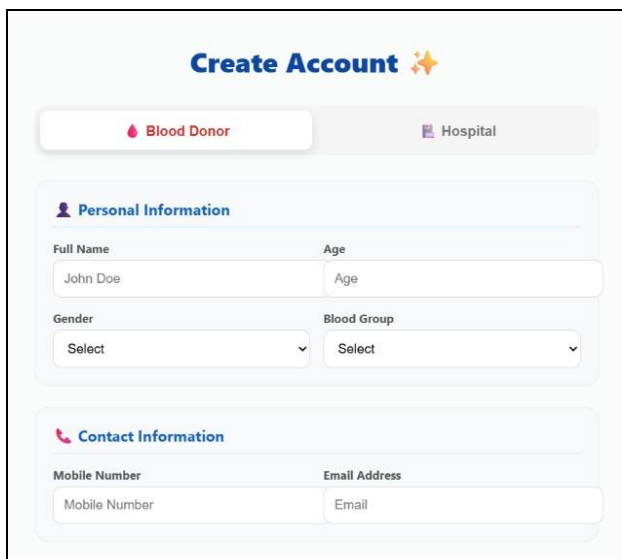 Create Account ✨
🩸 Blood Donor
Hospital
👤 Personal Information
Full Name
Age
John Doe
Age
Gender
Blood Group
Select
Select
📞 Contact Information
Mobile Number
Email Address
Mobile Number
Email